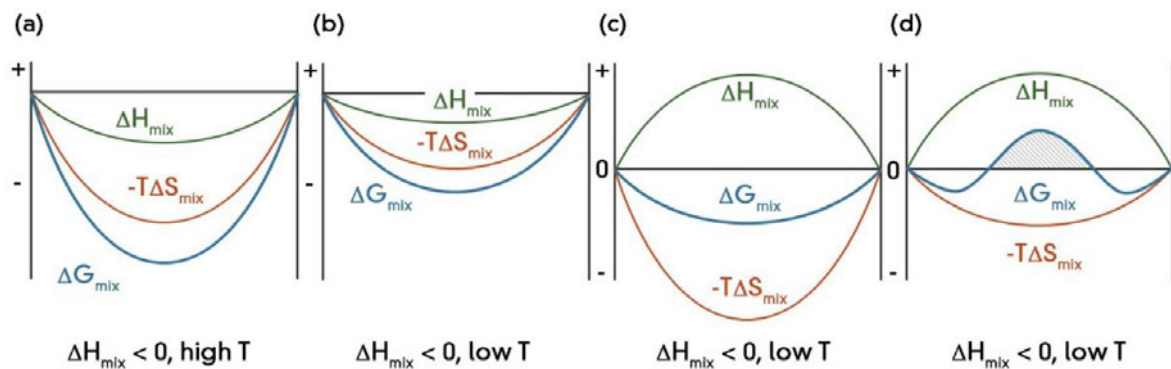 (a)
+
-
ΔHmix
-TΔSmix
ΔGmix
ΔHmix < 0, high T
(b)
+
-
ΔHmix
-TΔSmix
ΔGmix
ΔHmix < 0, low T
(c)
+
0
-
ΔHmix
ΔGmix
-TΔSmix
ΔHmix < 0, low T
(d)
+
0
-
ΔHmix
ΔGmix
-TΔSmix
ΔHmix < 0, low T